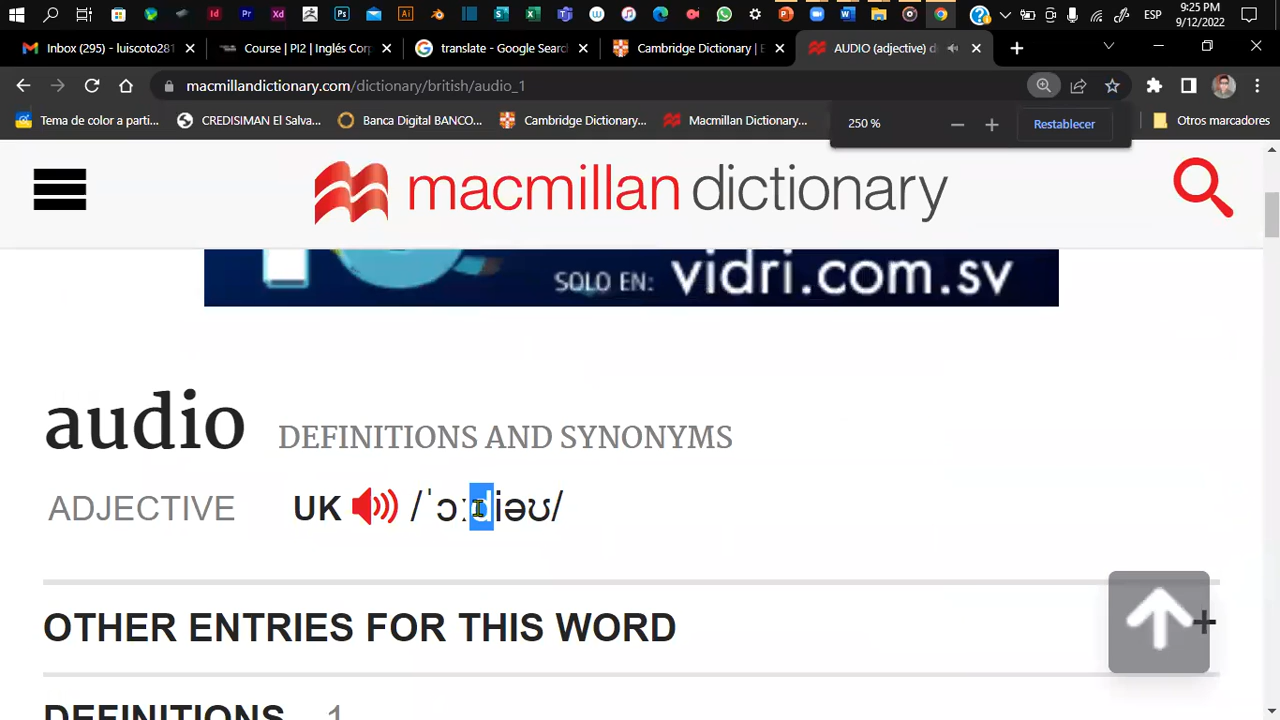 9:25 PM
ESP
9/12/2022
Inbox (295) - luiscoto281
Course | PI2 | Inglés Corp
translate - Google Search
Cambridge Dictionary | E
AUDIO (adjective) d
macmillandictionary.com/dictionary/british/audio_1
Tema de color a parti...
CREDISIMAN El Salva...
Banca Digital BANCO...
Cambridge Dictionary...
Macmillan Dictionary...
Otros marcadores
250 %
Restablecer
macmillan dictionary
SOLO EN: vidri.com.sv
audio DEFINITIONS AND SYNONYMS
ADJECTIVE UK /ˈɔːdiəʊ/
OTHER ENTRIES FOR THIS WORD
DEFINITIONS 1